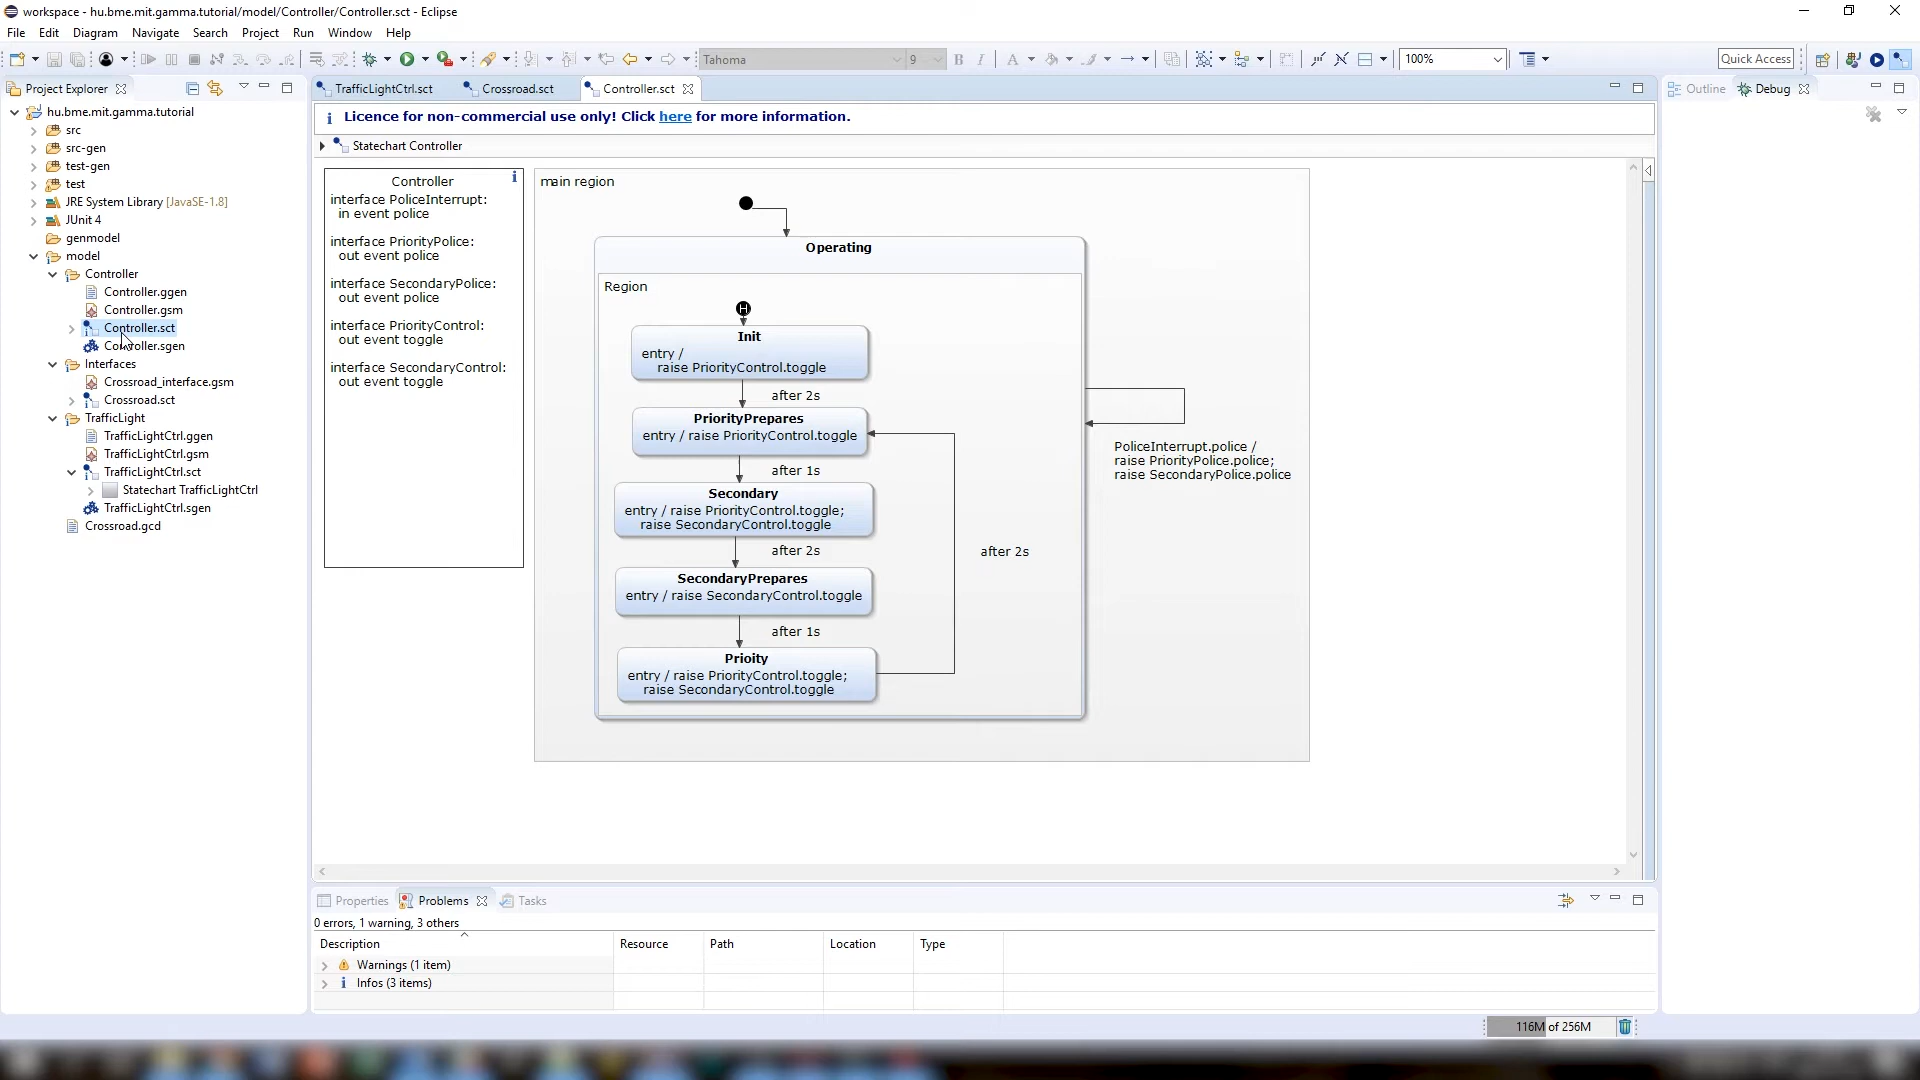 workspace - hu.bme.mit.gamma.tutorial/model/Controller/Controller.sct - Eclipse
File Edit Diagram Navigate Search Project Run Window Help
Tahoma 9 B I A 100% Quick Access
Project Explorer
hu.bme.mit.gamma.tutorial
src
src-gen
test-gen
test
JRE System Library [JavaSE-1.8]
JUnit 4
genmodel
model
Controller
Controller.ggen
Controller.gsm
Controller.sct
Controller.sgen
Interfaces
Crossroad_interface.gsm
Crossroad.sct
TrafficLight
TrafficLightCtrl.ggen
TrafficLightCtrl.gsm
TrafficLightCtrl.sct
Statechart TrafficLightCtrl
TrafficLightCtrl.sgen
Crossroad.gcd
TrafficLightCtrl.sct Crossroad.sct Controller.sct
Licence for non-commercial use only! Click here for more information.
Statechart Controller
Controller
interface PoliceInterrupt:
in event police
interface PriorityPolice:
out event police
interface SecondaryPolice:
out event police
interface PriorityControl:
out event toggle
interface SecondaryControl:
out event toggle
main region
Operating
Region
H
Init
entry /
raise PriorityControl.toggle
after 2s
PriorityPrepares
entry / raise PriorityControl.toggle
after 1s
Secondary
entry / raise PriorityControl.toggle;
raise SecondaryControl.toggle
after 2s
SecondaryPrepares
entry / raise SecondaryControl.toggle
after 1s
Prioity
entry / raise PriorityControl.toggle;
raise SecondaryControl.toggle
after 2s
PoliceInterrupt.police /
raise PriorityPolice.police;
raise SecondaryPolice.police
Outline Debug
Properties Problems Tasks
0 errors, 1 warning, 3 others
Description Resource Path Location Type
Warnings (1 item)
Infos (3 items)
116M of 256M